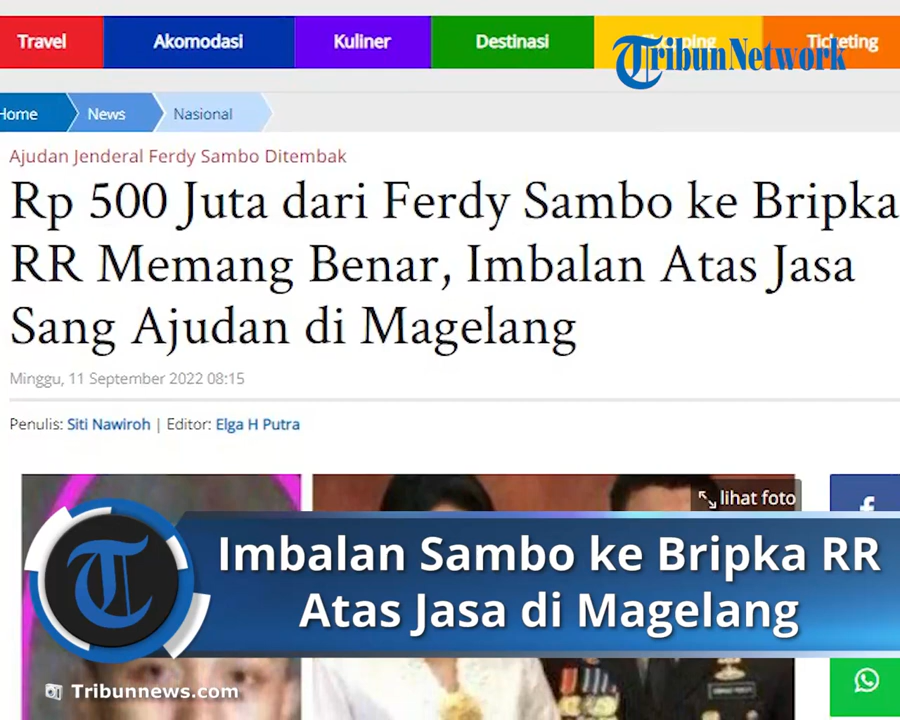 Travel
Akomodasi
Kuliner
Destinasi
Shopping
Ticketing
TribunNetwork
Home
News
Nasional
Ajudan Jenderal Ferdy Sambo Ditembak
Rp 500 Juta dari Ferdy Sambo ke Bripka
RR Memang Benar, Imbalan Atas Jasa
Sang Ajudan di Magelang
Minggu, 11 September 2022 08:15
Penulis: Siti Nawiroh | Editor: Elga H Putra
lihat foto
f
Imbalan Sambo ke Bripka RR
Atas Jasa di Magelang
T
Tribunnews.com